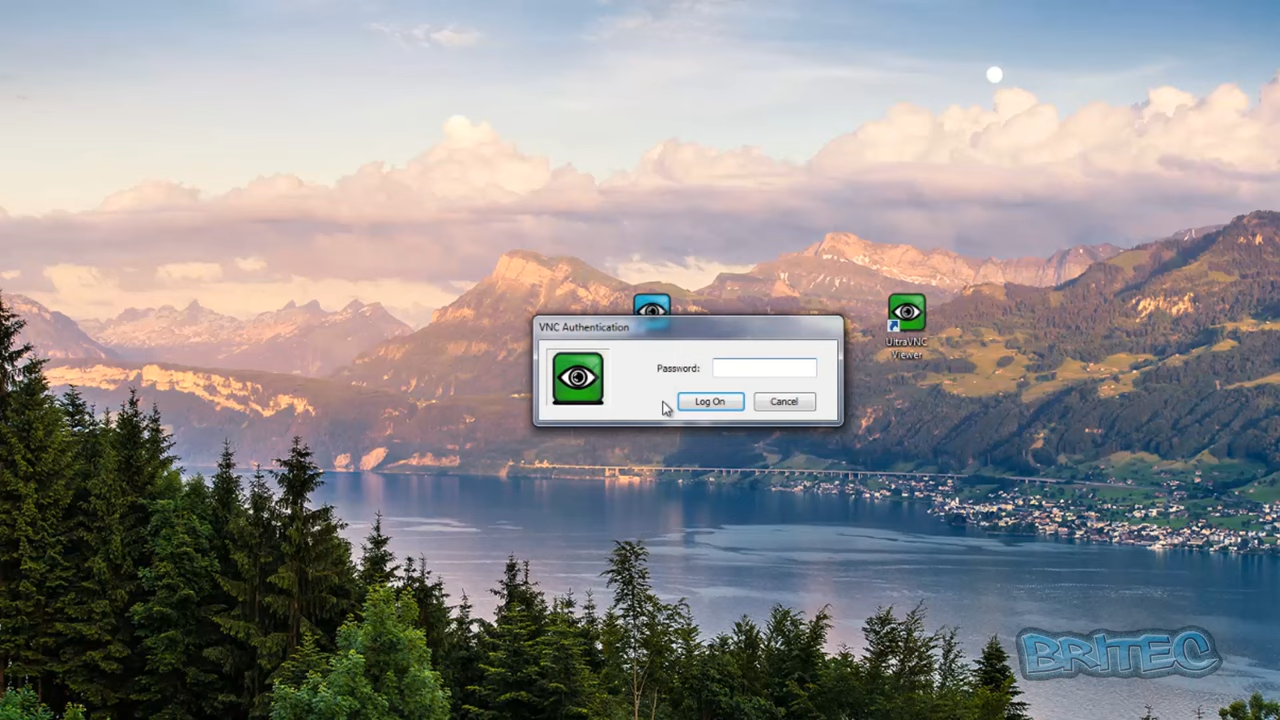 VNC Authentication
UltraVNC
Viewer
Password:
Log On
Cancel
BRITEC